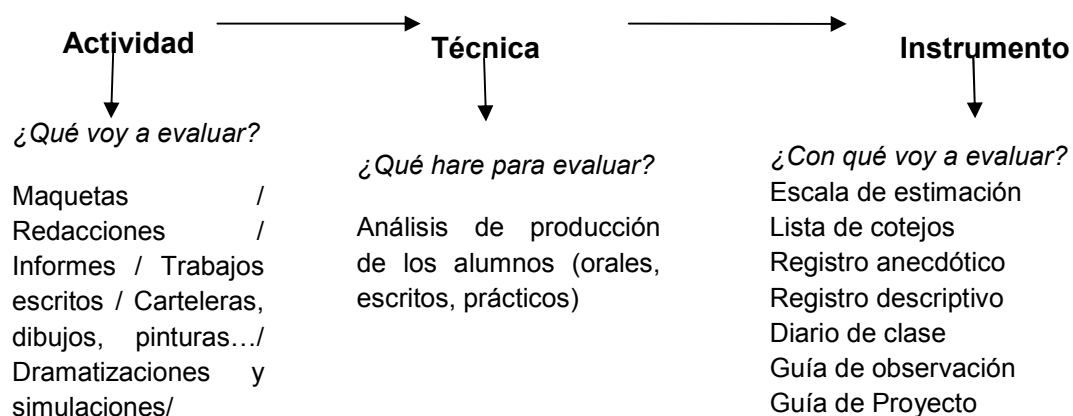 Actividad
Técnica
Instrumento
¿Qué voy a evaluar?
Maquetas /
Redacciones /
Informes / Trabajos
escritos / Carteleras,
dibujos, pinturas…/
Dramatizaciones y
simulaciones/
¿Qué hare para evaluar?
Análisis de producción
de los alumnos (orales,
escritos, prácticos)
¿Con qué voy a evaluar?
Escala de estimación
Lista de cotejos
Registro anecdótico
Registro descriptivo
Diario de clase
Guía de observación
Guía de Proyecto